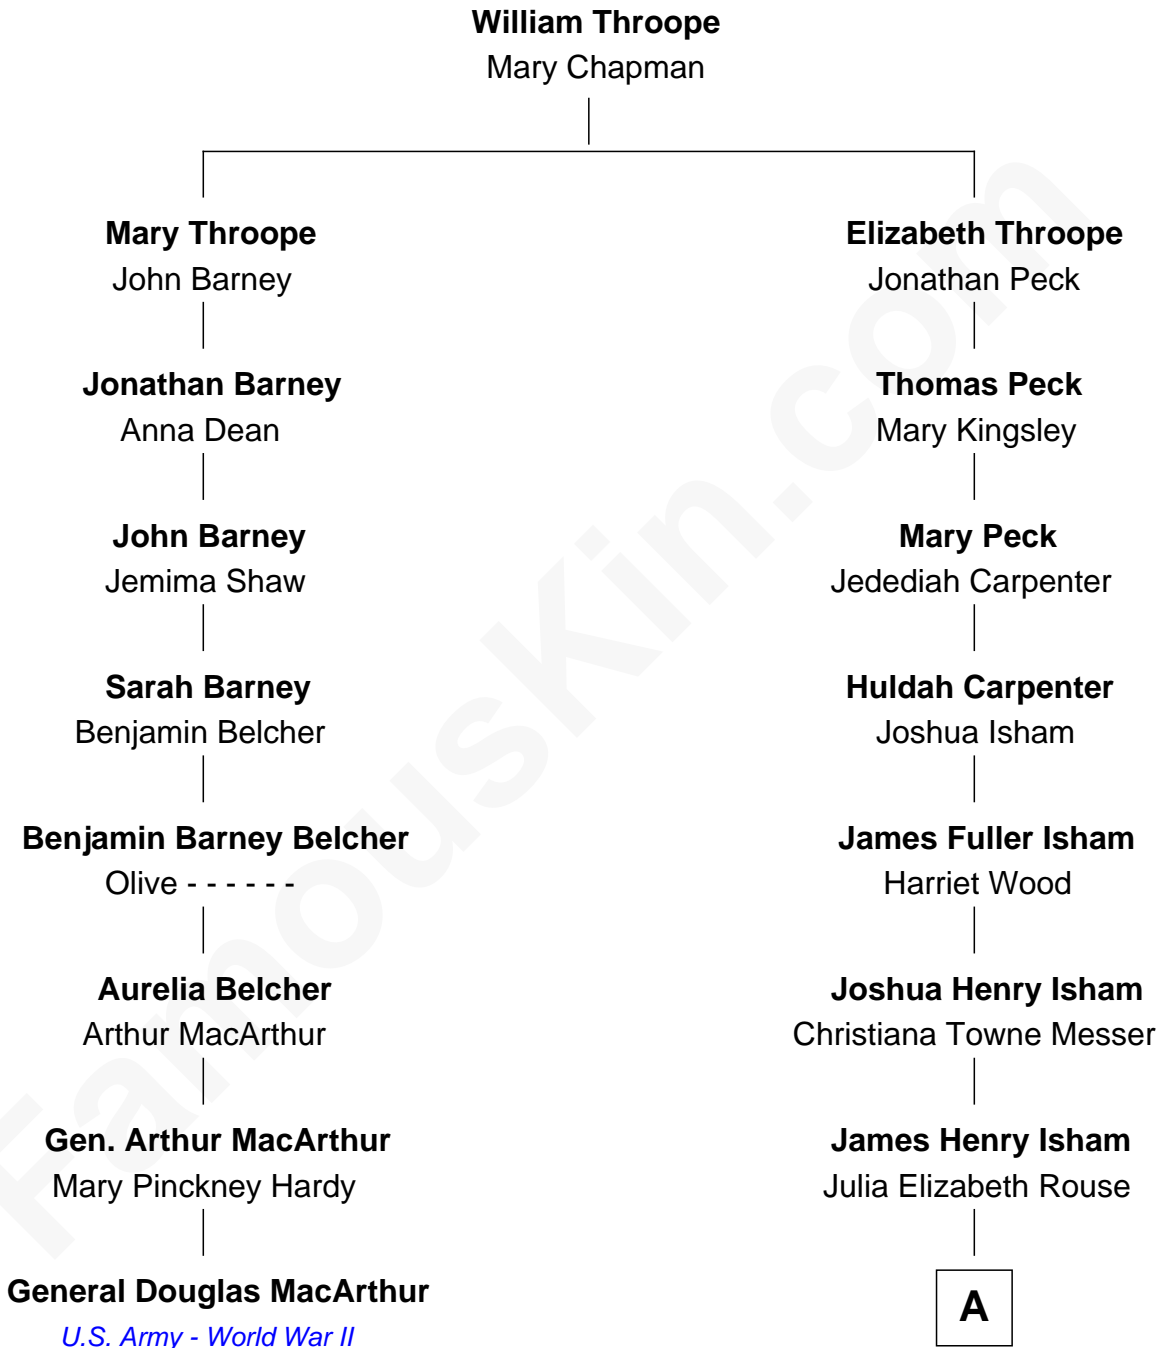 William Throope
Mary Chapman
Mary Throope
John Barney
Elizabeth Throope
Jonathan Peck
Jonathan Barney
Anna Dean
Thomas Peck
Mary Kingsley
John Barney
Jemima Shaw
Mary Peck
Jedediah Carpenter
Sarah Barney
Benjamin Belcher
Huldah Carpenter
Joshua Isham
Benjamin Barney Belcher
Olive - - - - - -
James Fuller Isham
Harriet Wood
Aurelia Belcher
Arthur MacArthur
Joshua Henry Isham
Christiana Towne Messer
Gen. Arthur MacArthur
Mary Pinckney Hardy
James Henry Isham
Julia Elizabeth Rouse
General Douglas MacArthur
U.S. Army - World War II
A
FamousKin.com